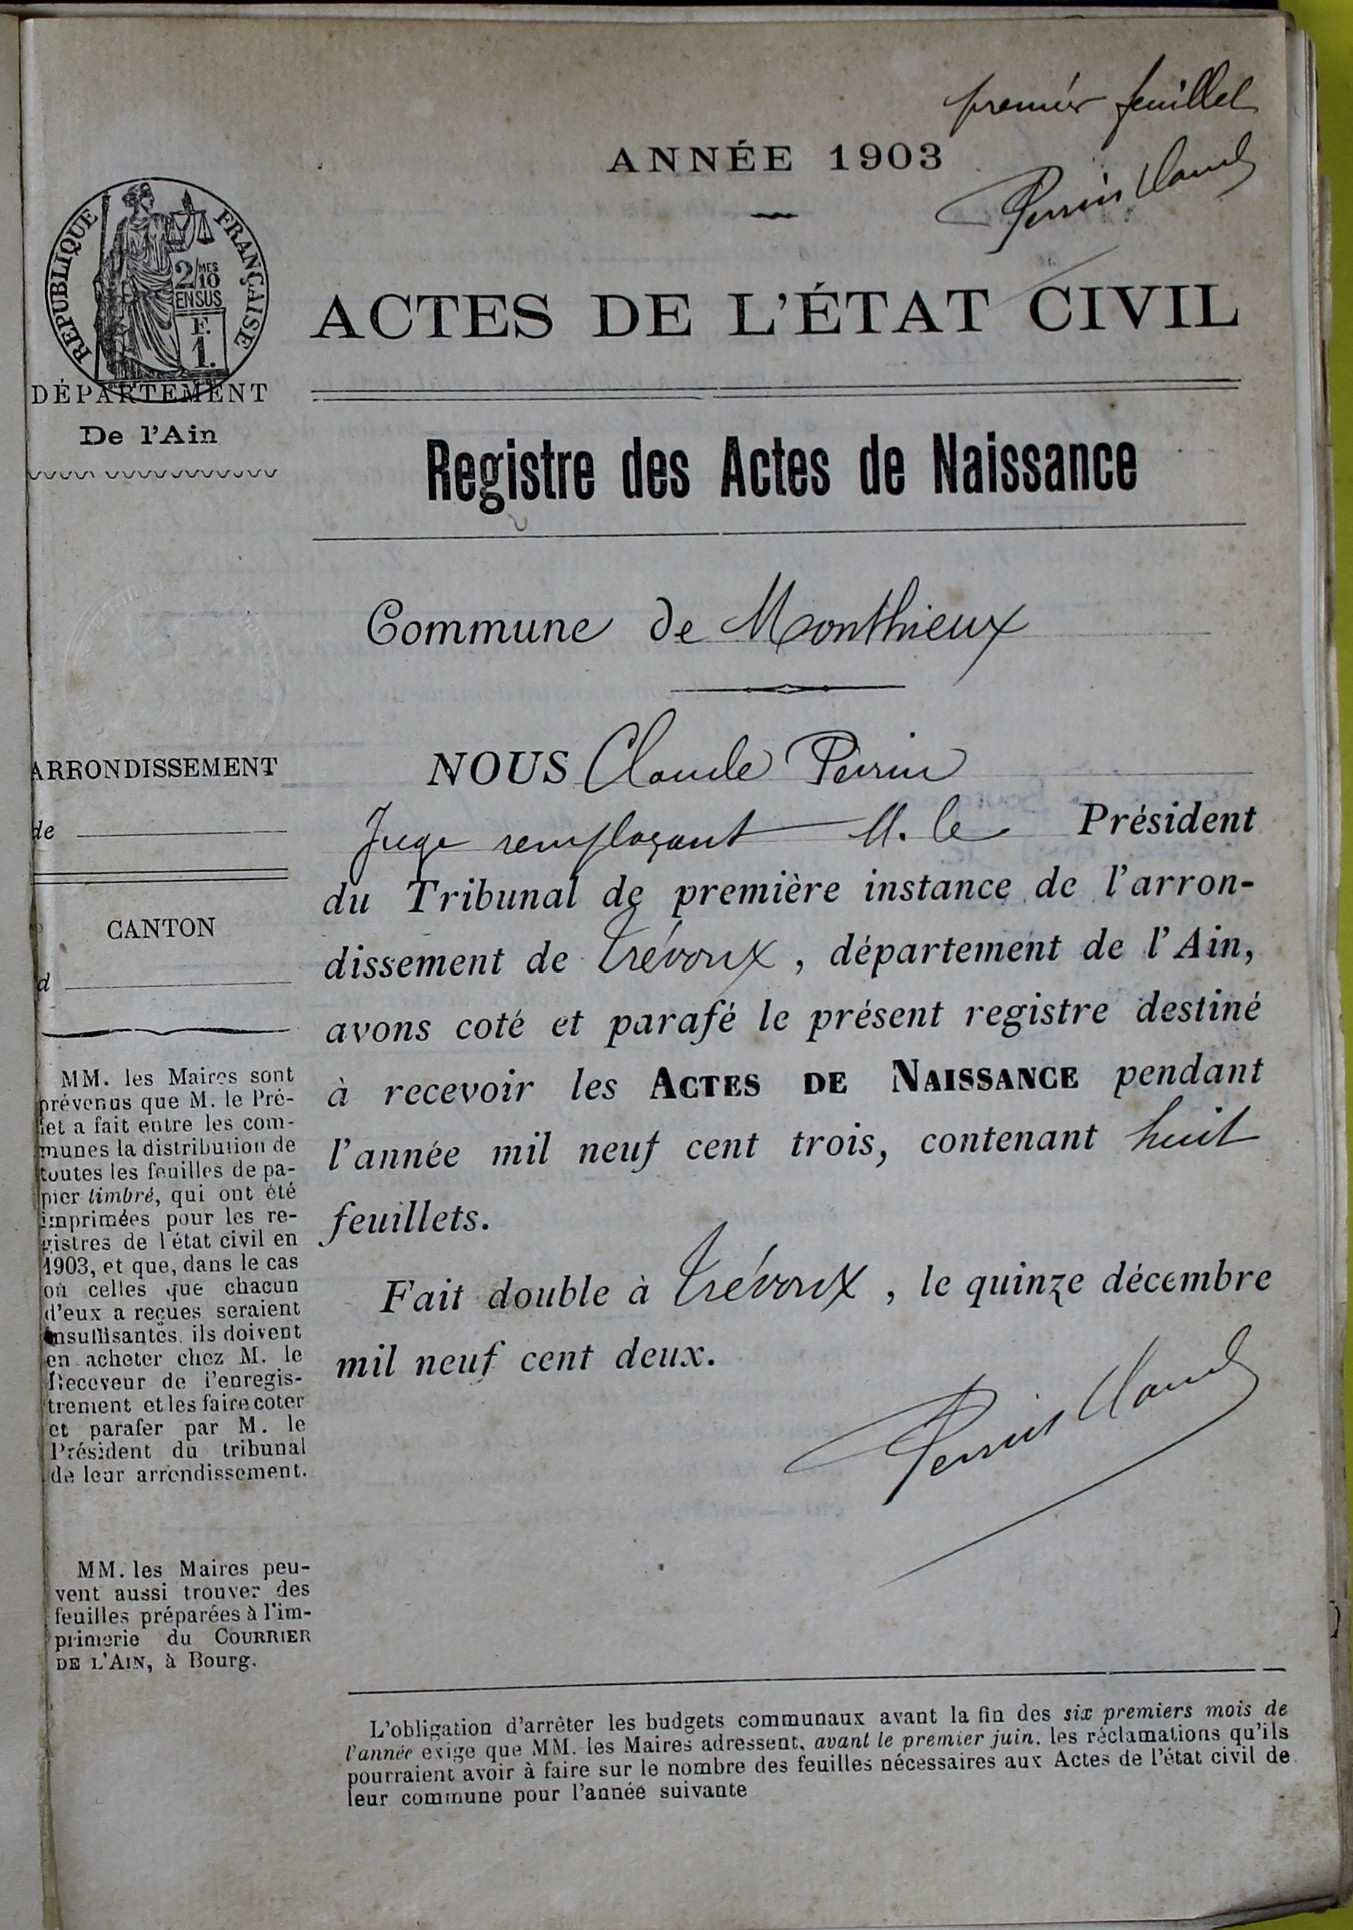 premier feuillet
Perrin Claude
ANNÉE 1903
RÉPUBLIQUE FRANÇAISE
2/10 MES
EN SUS
F.
1.
DÉPARTEMENT
De l'Ain
ACTES DE L'ÉTAT CIVIL
Registre des Actes de Naissance
Commune de Monthieux
ARRONDISSEMENT
de
CANTON
d
MM. les Maires sont
prévenus que M. le Pré-
fet a fait entre les com-
munes la distribution de
toutes les feuilles de pa-
pier timbré, qui ont été
imprimées pour les re-
gistres de l'état civil en
1903, et que, dans le cas
où celles que chacun
d'eux a reçues seraient
insuffisantes, ils doivent
en acheter chez M. le
Receveur de l'enregis-
trement et les faire coter
et parafer par M. le
Président du tribunal
de leur arrondissement.
MM. les Maires peu-
vent aussi trouver des
feuilles préparées à l'im-
primerie du COURRIER
DE L'AIN, à Bourg.
NOUS Claude Perrin
Juge remplaçant M. le Président
du Tribunal de première instance de l'arron-
dissement de Trévoux, département de l'Ain,
avons coté et parafé le présent registre destiné
à recevoir les ACTES DE NAISSANCE pendant
l'année mil neuf cent trois, contenant huit
feuillets.
Fait double à Trévoux, le quinze décembre
mil neuf cent deux.
Perrin Claude
L'obligation d'arrêter les budgets communaux avant la fin des six premiers mois de
l'année exige que MM. les Maires adressent, avant le premier juin, les réclamations qu'ils
pourraient avoir à faire sur le nombre des feuilles nécessaires aux Actes de l'état civil de
leur commune pour l'année suivante